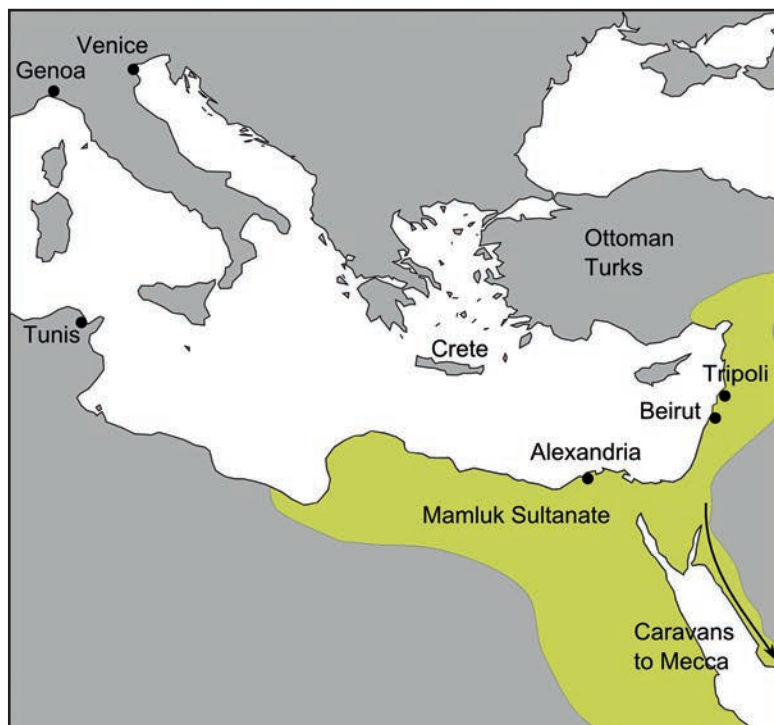 Venice
Genoa
Ottoman
Turks
Tunis
Crete
Tripoli
Beirut
Alexandria
Mamluk Sultanate
Caravans
to Mecca